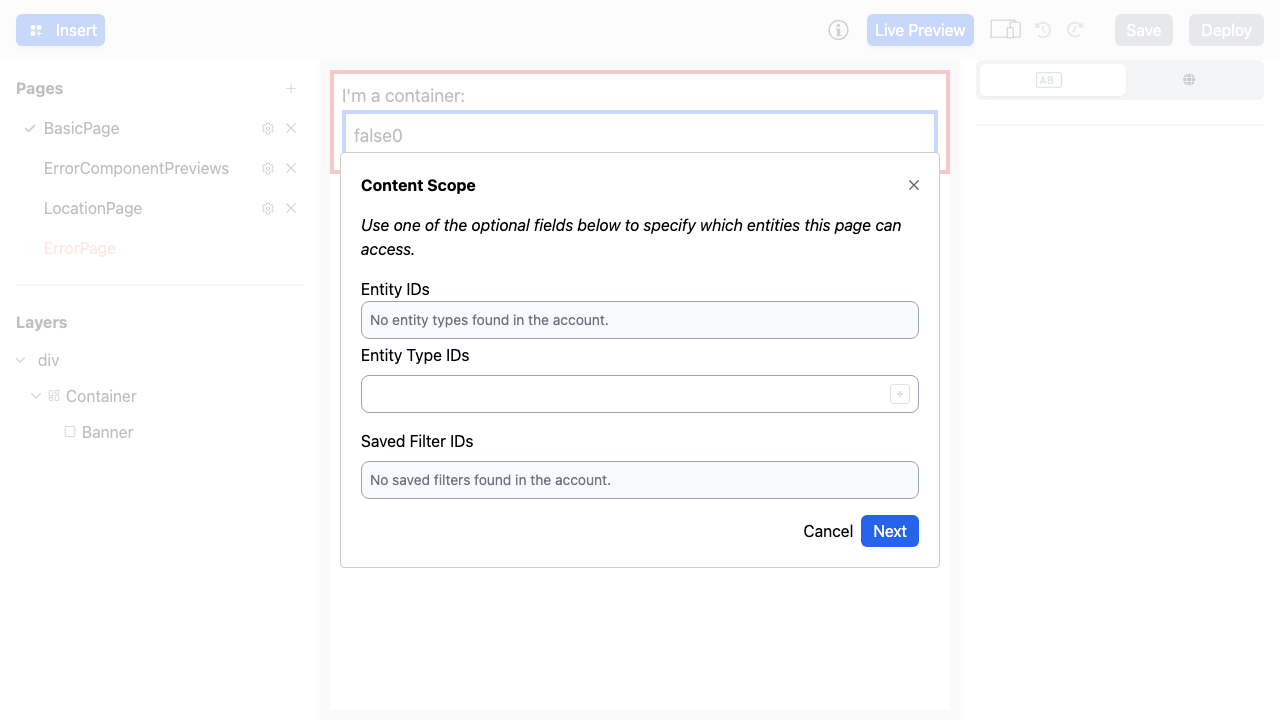 Insert
Live Preview
Save
Deploy
Pages
BasicPage
ErrorComponentPreviews
LocationPage
ErrorPage
Layers
div
Container
Banner
I'm a container:
false0
Content Scope
Use one of the optional fields below to specify which entities this page can
access.
Entity IDs
No entity types found in the account.
Entity Type IDs
Saved Filter IDs
No saved filters found in the account.
Cancel
Next
AB